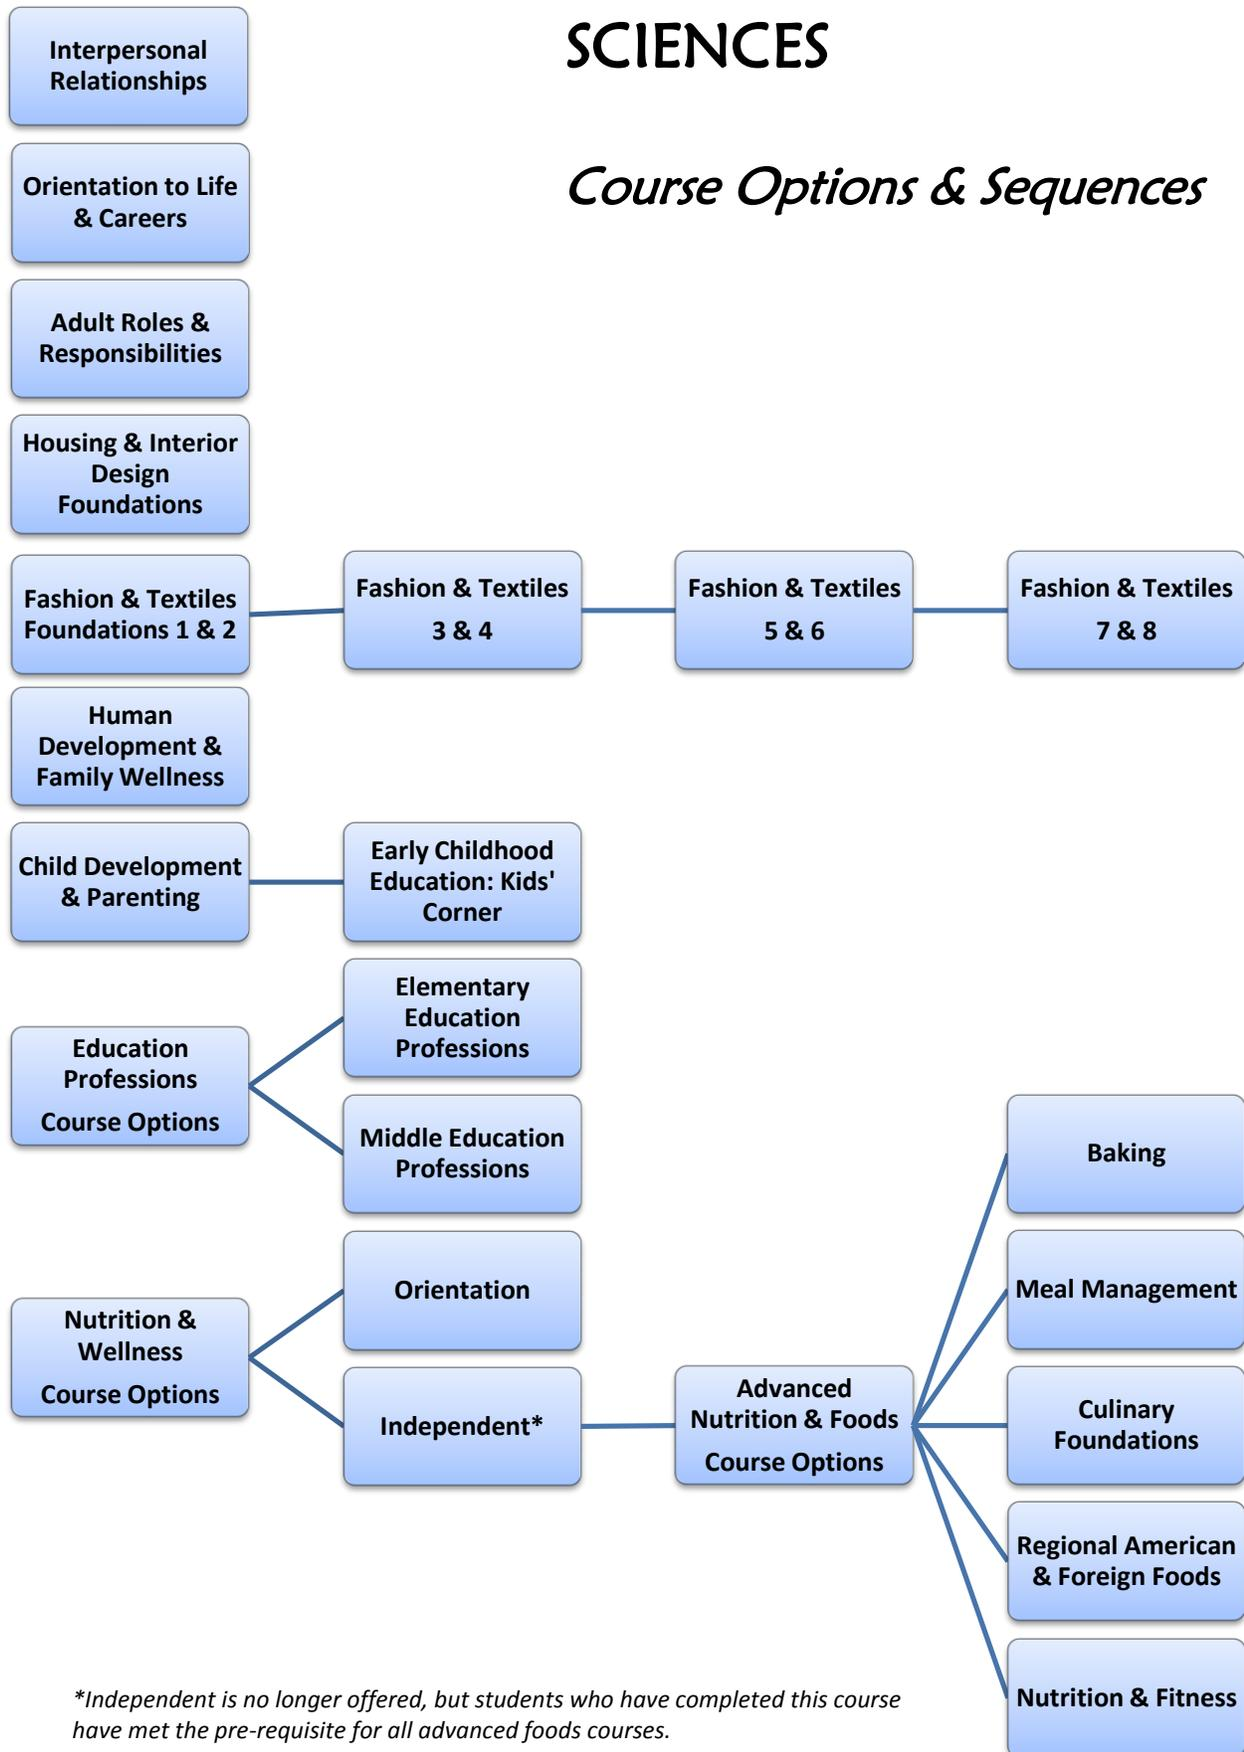 SCIENCES
Course Options & Sequences
Interpersonal
Relationships
Orientation to Life
& Careers
Adult Roles &
Responsibilities
Housing & Interior
Design
Foundations
Fashion & Textiles
Foundations 1 & 2
Fashion & Textiles
3 & 4
Fashion & Textiles
5 & 6
Fashion & Textiles
7 & 8
Human
Development &
Family Wellness
Child Development
& Parenting
Early Childhood
Education: Kids'
Corner
Education
Professions
Course Options
Elementary
Education
Professions
Middle Education
Professions
Nutrition &
Wellness
Course Options
Orientation
Independent*
Advanced
Nutrition & Foods
Course Options
Baking
Meal Management
Culinary
Foundations
Regional American
& Foreign Foods
Nutrition & Fitness
*Independent is no longer offered, but students who have completed this course
have met the pre-requisite for all advanced foods courses.